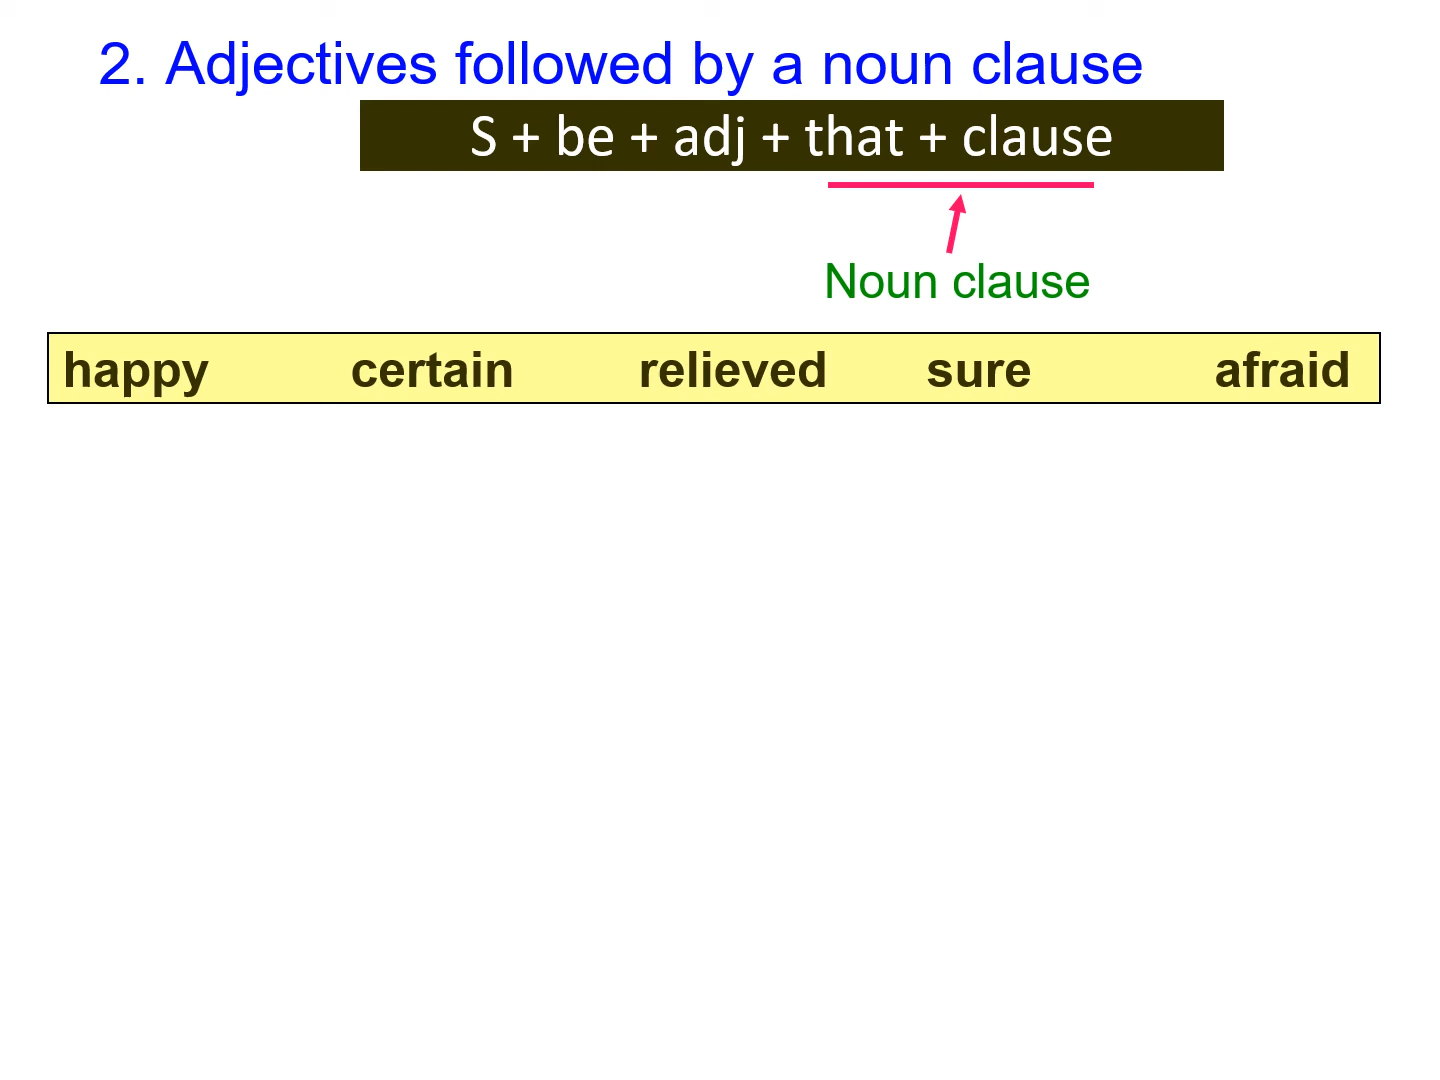 2. Adjectives followed by a noun clause
S + be + adj + that + clause
Noun clause
happy certain relieved sure afraid